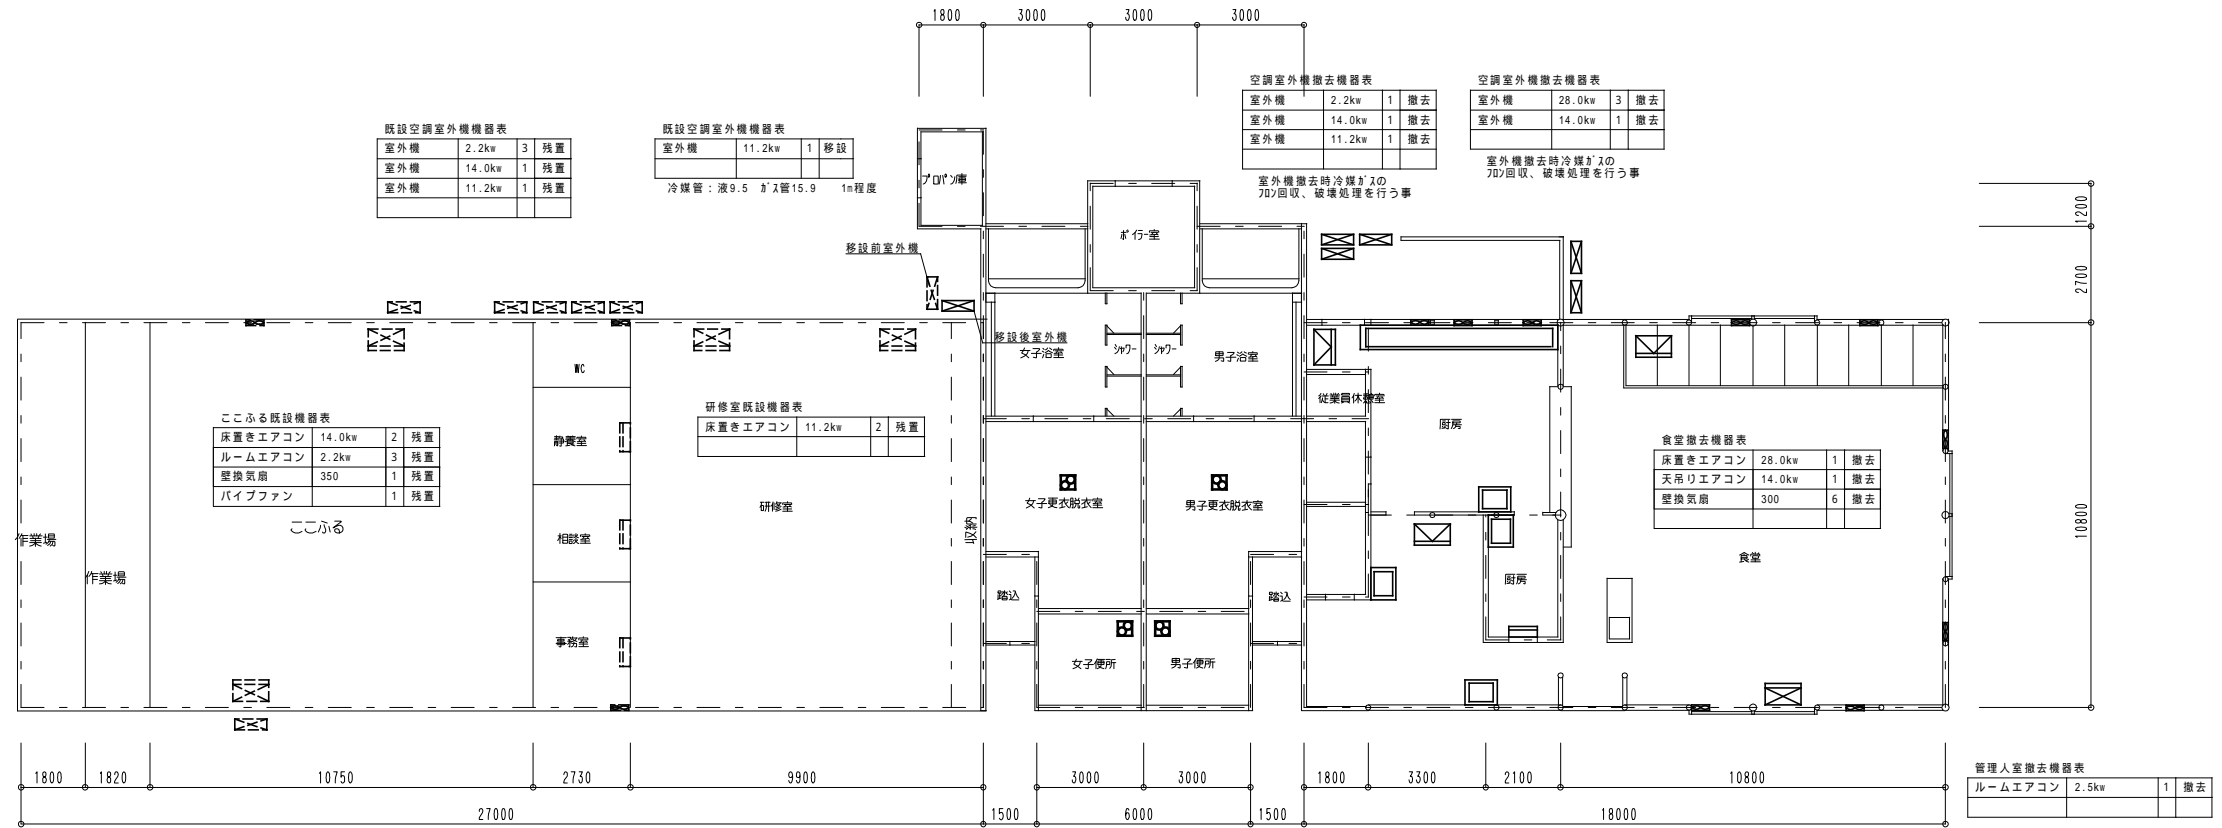 1800 3000 3000 3000
空調室外機撤去機器表
室外機 2.2kw 1 撤去
室外機 14.0kw 1 撤去
室外機 11.2kw 1 撤去
室外機撤去時冷媒ｶﾞｽの
ﾌﾛﾝ回収、破壊処理を行う事
空調室外機撤去機器表
室外機 28.0kw 3 撤去
室外機 14.0kw 1 撤去
室外機撤去時冷媒ｶﾞｽの
ﾌﾛﾝ回収、破壊処理を行う事
既設空調室外機機器表
室外機 2.2kw 3 残置
室外機 14.0kw 1 残置
室外機 11.2kw 1 残置
既設空調室外機機器表
室外機 11.2kw 1 移設
冷媒管：液9.5 ｶﾞｽ管15.9 1m程度
ﾌﾟﾛﾊﾟﾝ庫
ﾎﾞｲﾗｰ室
移設前室外機
移設後室外機
1200
2700
10800
女子浴室
ｼｬﾜｰ
ｼｬﾜｰ
男子浴室
WC
従業員休憩室
厨房
ここふる既設機器表
床置きエアコン 14.0kw 2 残置
ルームエアコン 2.2kw 3 残置
壁換気扇 350 1 残置
パイプファン 1 残置
ここふる
研修室既設機器表
床置きエアコン 11.2kw 2 残置
静養室
食堂撤去機器表
床置きエアコン 28.0kw 1 撤去
天吊りエアコン 14.0kw 1 撤去
壁換気扇 300 6 撤去
研修室
女子更衣脱衣室
男子更衣脱衣室
収納
作業場
作業場
相談室
食堂
厨房
踏込
踏込
事務室
女子便所
男子便所
1800 1820 10750 2730 9900 3000 3000 1800 3300 2100 10800
27000 1500 6000 1500 18000
管理人室撤去機器表
ルームエアコン 2.5kw 1 撤去